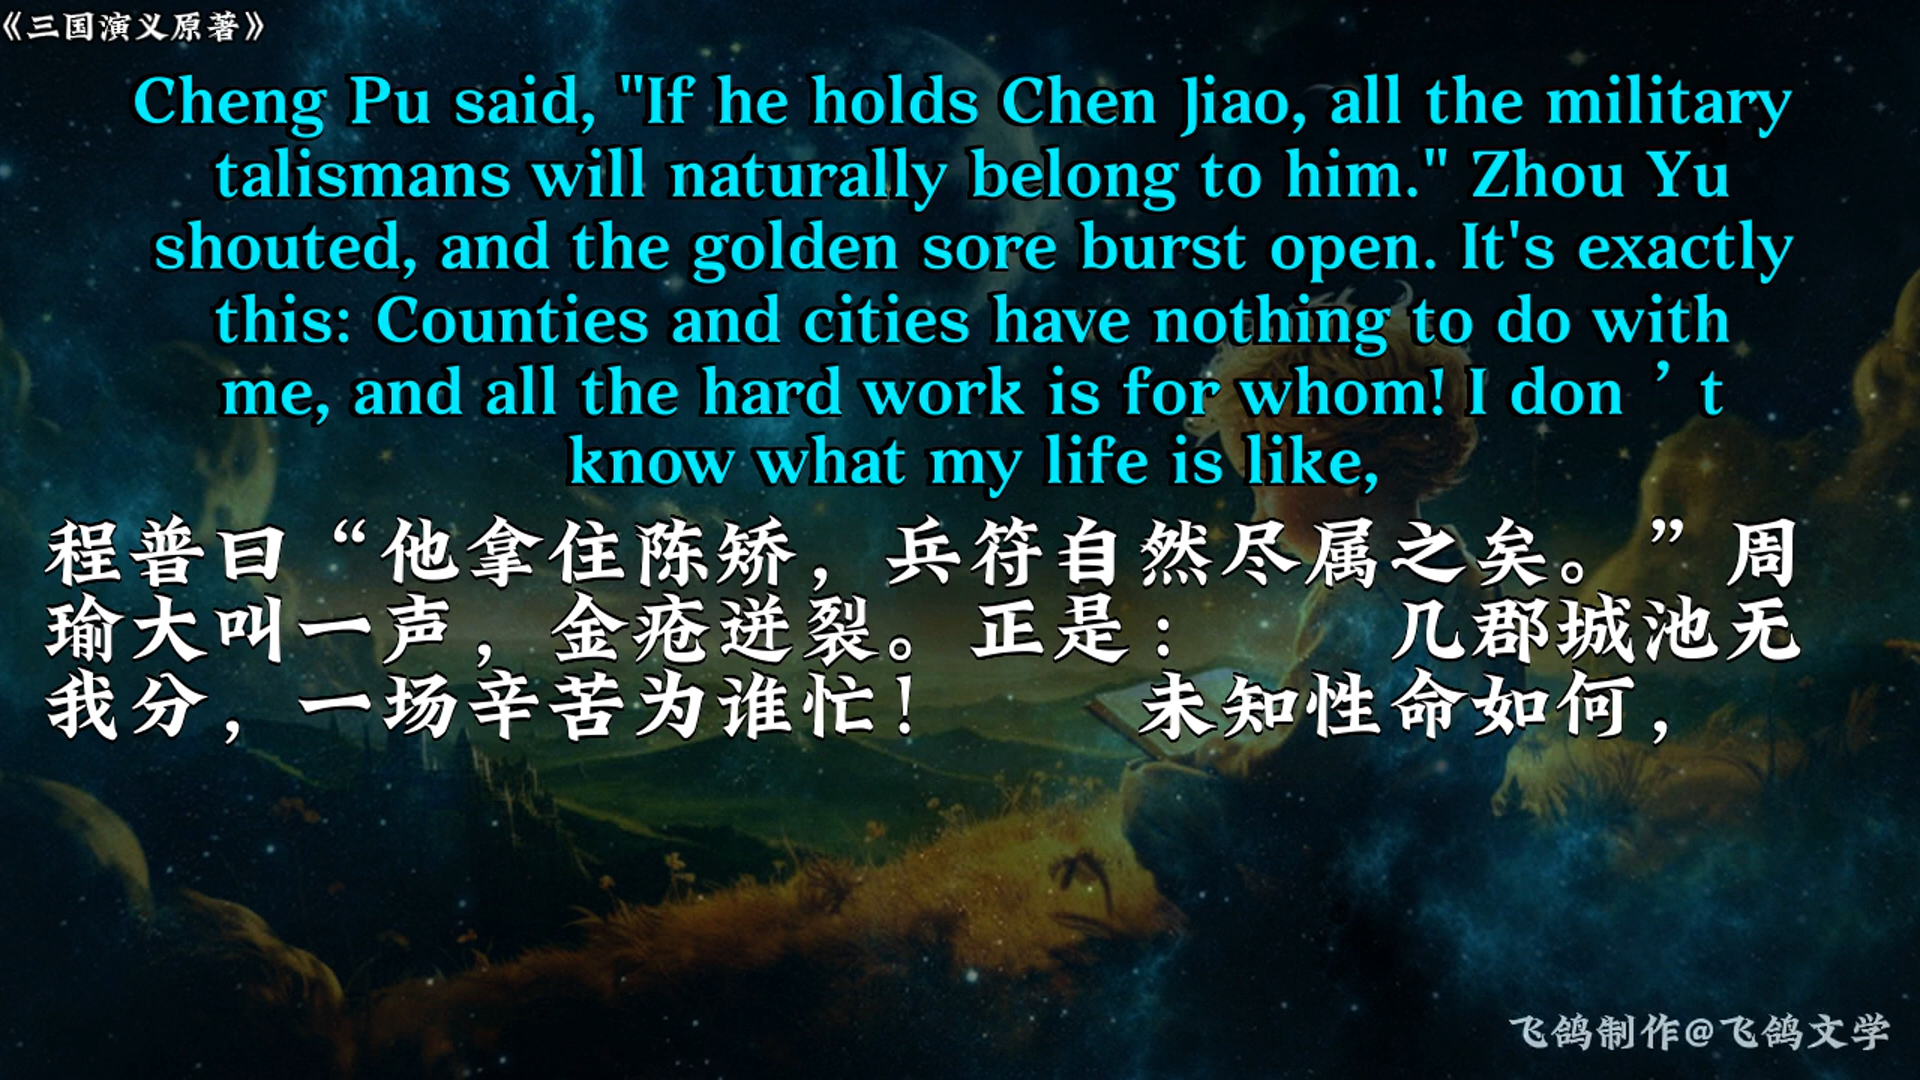 《三国演义原著》
Cheng Pu said, "If he holds Chen Jiao, all the military
talismans will naturally belong to him." Zhou Yu
shouted, and the golden sore burst open. It's exactly
this: Counties and cities have nothing to do with
me, and all the hard work is for whom! I don ’ t
know what my life is like,
程普曰“他拿住陈矫，兵符自然尽属之矣。”周
瑜大叫一声，金疮迸裂。正是：　　几郡城池无
我分，一场辛苦为谁忙！　　未知性命如何，
飞鸽制作@飞鸽文学